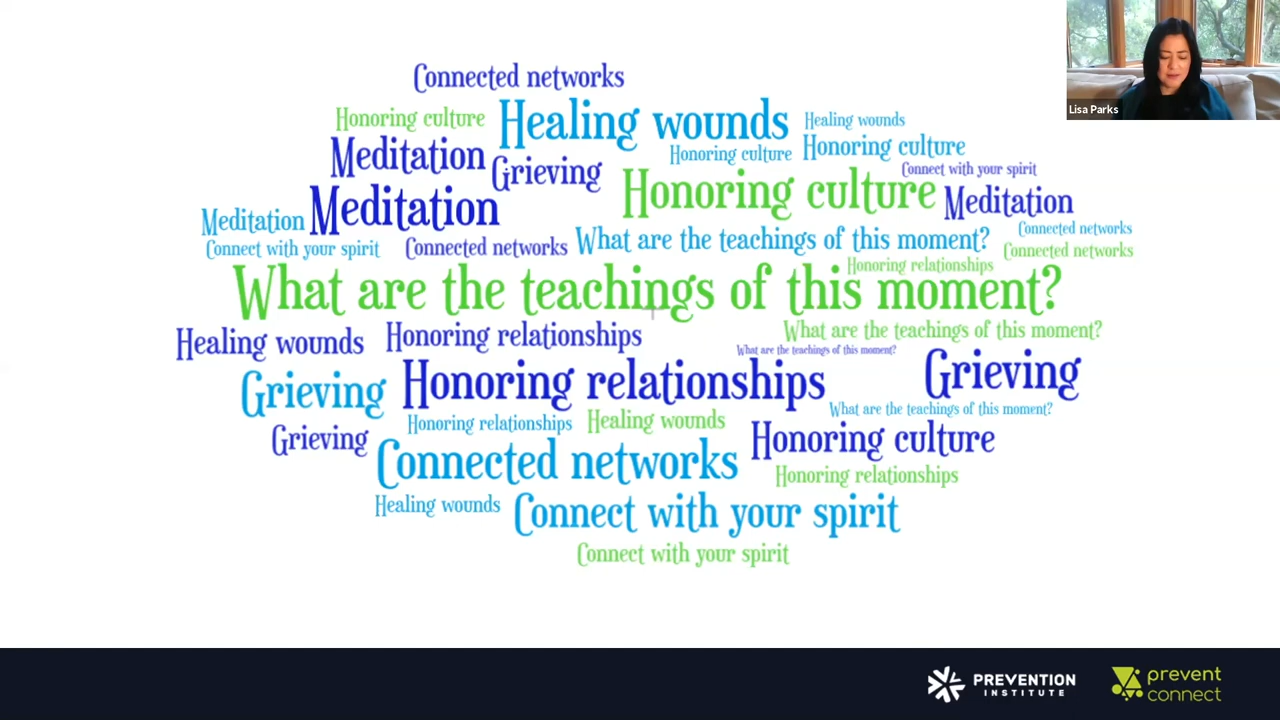 Lisa Parks
Connected networks
Honoring culture
Healing wounds
Healing wounds
Honoring culture
Honoring culture
Meditation
Grieving
Connect with your spirit
Honoring culture
Meditation
Meditation
Meditation
Connected networks
Connect with your spirit
Connected networks
What are the teachings of this moment?
Connected networks
Honoring relationships
What are the teachings of this moment?
Healing wounds
Honoring relationships
What are the teachings of this moment?
What are the teachings of this moment?
Grieving
Grieving
Honoring relationships
What are the teachings of this moment?
Honoring relationships
Healing wounds
Grieving
Honoring culture
Connected networks
Honoring relationships
Healing wounds
Connect with your spirit
Connect with your spirit
PREVENTION
INSTITUTE
prevent
connect